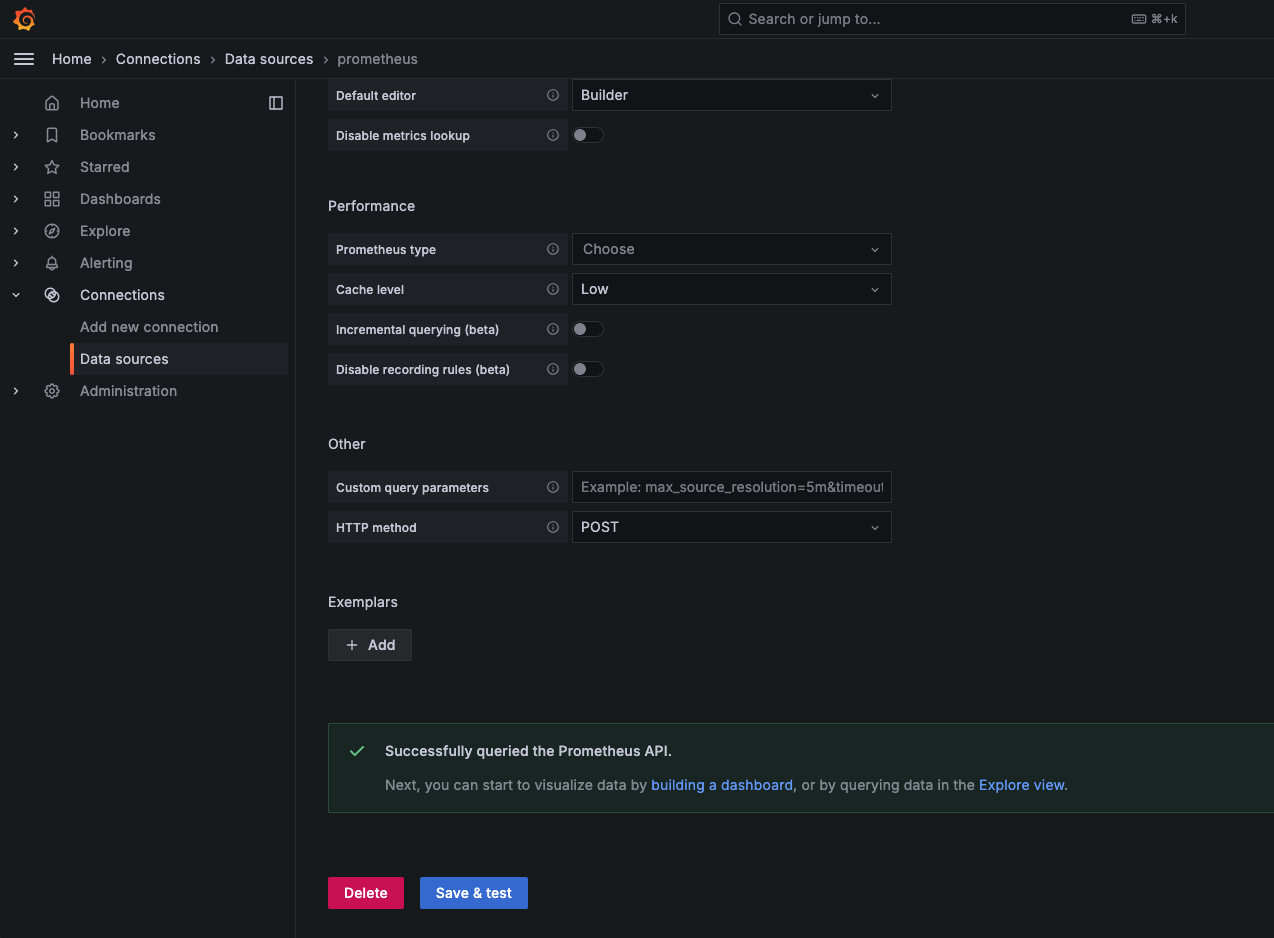 Search or jump to...
⌘+k
Home › Connections › Data sources › prometheus
Home
Bookmarks
Starred
Dashboards
Explore
Alerting
Connections
Add new connection
Data sources
Administration
Default editor
Builder
Disable metrics lookup
Performance
Prometheus type
Choose
Cache level
Low
Incremental querying (beta)
Disable recording rules (beta)
Other
Custom query parameters
Example: max_source_resolution=5m&timeout
HTTP method
POST
Exemplars
Add
Successfully queried the Prometheus API.
Next, you can start to visualize data by building a dashboard, or by querying data in the Explore view.
Delete
Save & test